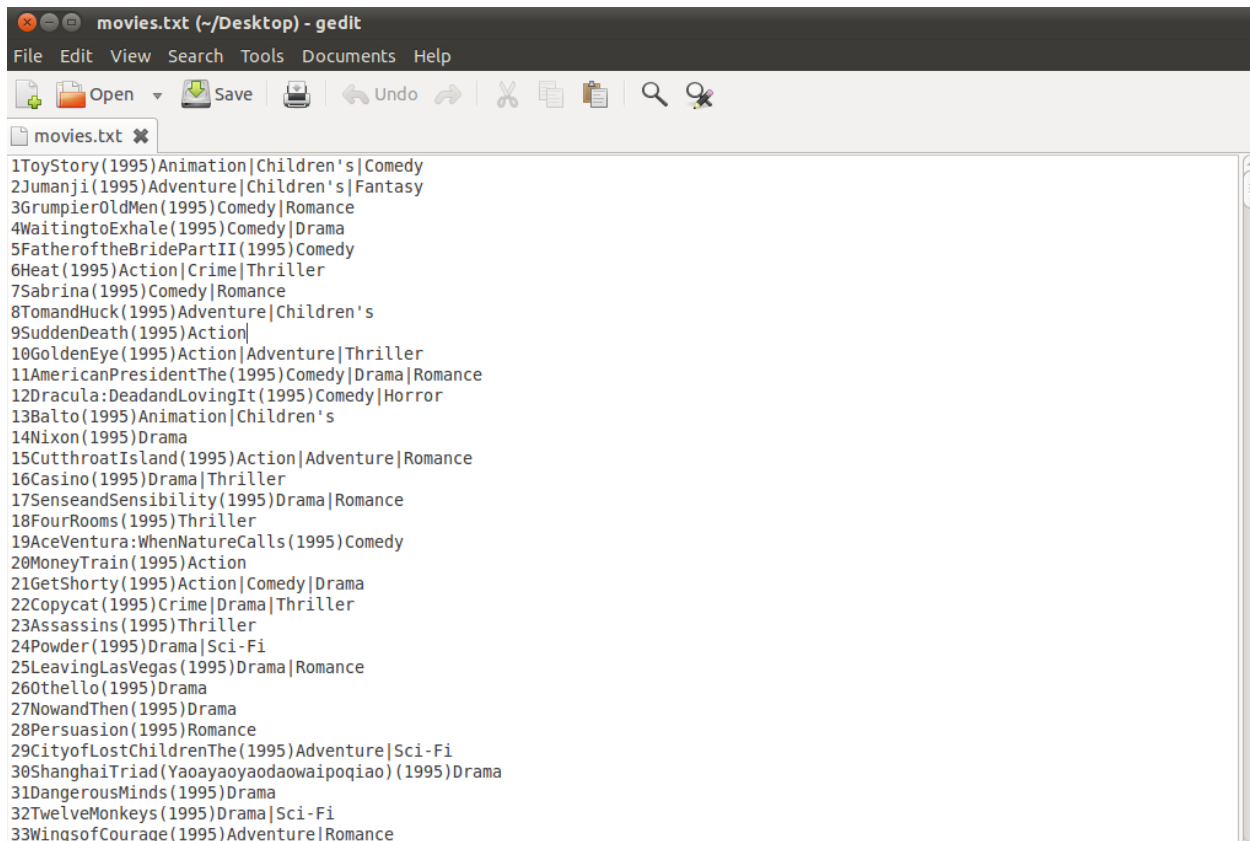 movies.txt (~/Desktop) - gedit
File Edit View Search Tools Documents Help
Open Save Undo
movies.txt
1ToyStory(1995)Animation|Children's|Comedy
2Jumanji(1995)Adventure|Children's|Fantasy
3GrumpierOldMen(1995)Comedy|Romance
4WaitingtoExhale(1995)Comedy|Drama
5FatheroftheBridePartII(1995)Comedy
6Heat(1995)Action|Crime|Thriller
7Sabrina(1995)Comedy|Romance
8TomandHuck(1995)Adventure|Children's
9SuddenDeath(1995)Action
10GoldenEye(1995)Action|Adventure|Thriller
11AmericanPresidentThe(1995)Comedy|Drama|Romance
12Dracula:DeadandLovingIt(1995)Comedy|Horror
13Balto(1995)Animation|Children's
14Nixon(1995)Drama
15CutthroatIsland(1995)Action|Adventure|Romance
16Casino(1995)Drama|Thriller
17SenseandSensibility(1995)Drama|Romance
18FourRooms(1995)Thriller
19AceVentura:WhenNatureCalls(1995)Comedy
20MoneyTrain(1995)Action
21GetShorty(1995)Action|Comedy|Drama
22Copycat(1995)Crime|Drama|Thriller
23Assassins(1995)Thriller
24Powder(1995)Drama|Sci-Fi
25LeavingLasVegas(1995)Drama|Romance
26Othello(1995)Drama
27NowandThen(1995)Drama
28Persuasion(1995)Romance
29CityofLostChildrenThe(1995)Adventure|Sci-Fi
30ShanghaiTriad(Yaoayaoyaodaowaipoqiao)(1995)Drama
31DangerousMinds(1995)Drama
32TwelveMonkeys(1995)Drama|Sci-Fi
33WingsofCourage(1995)Adventure|Romance